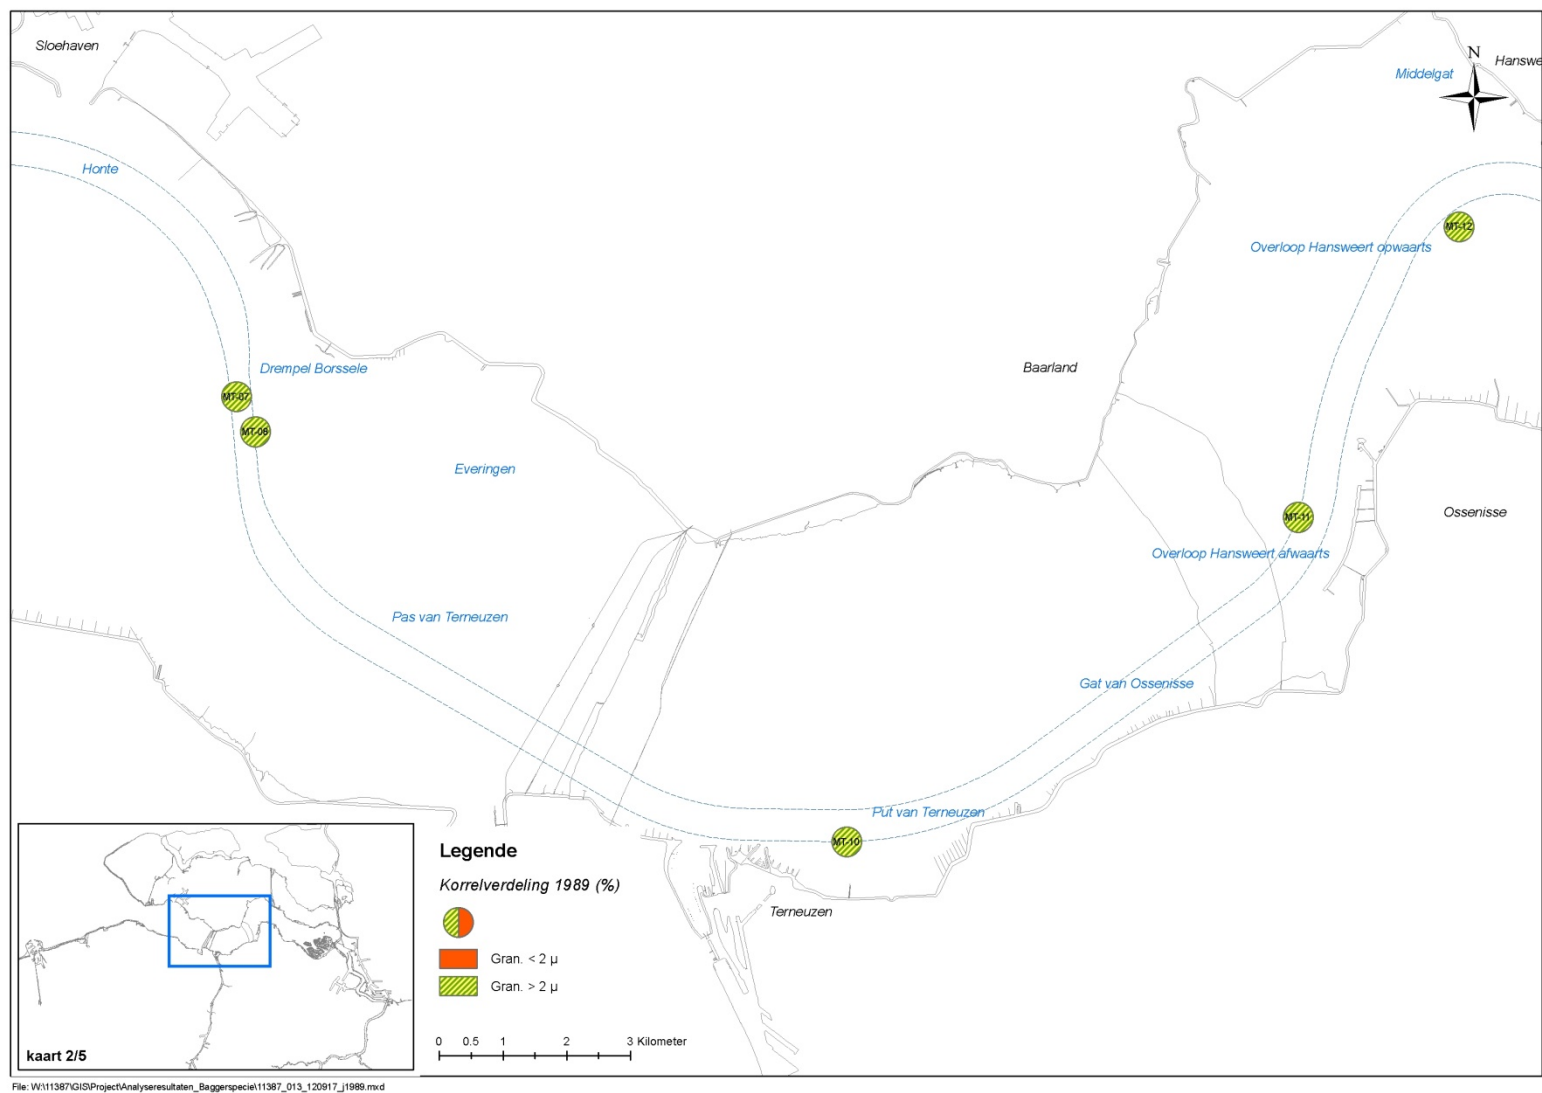 Sloehaven
N
Hanswe
Middelgat
Honte
MT-12
Overloop Hansweert opwaarts
Drempel Borssele
Baarland
MT-07
MT-08
Everingen
Ossenisse
MT-11
Overloop Hansweert afwaarts
Pas van Terneuzen
Gat van Ossenisse
Put van Terneuzen
MT-10
Terneuzen
Legende
Korrelverdeling 1989 (%)
Gran. < 2 µ
Gran. > 2 µ
0 0.5 1 2 3 Kilometer
kaart 2/5
File: W:\11387\GIS\Project\Analyseresultaten_Baggerspecie\11387_013_120917_j1989.mxd